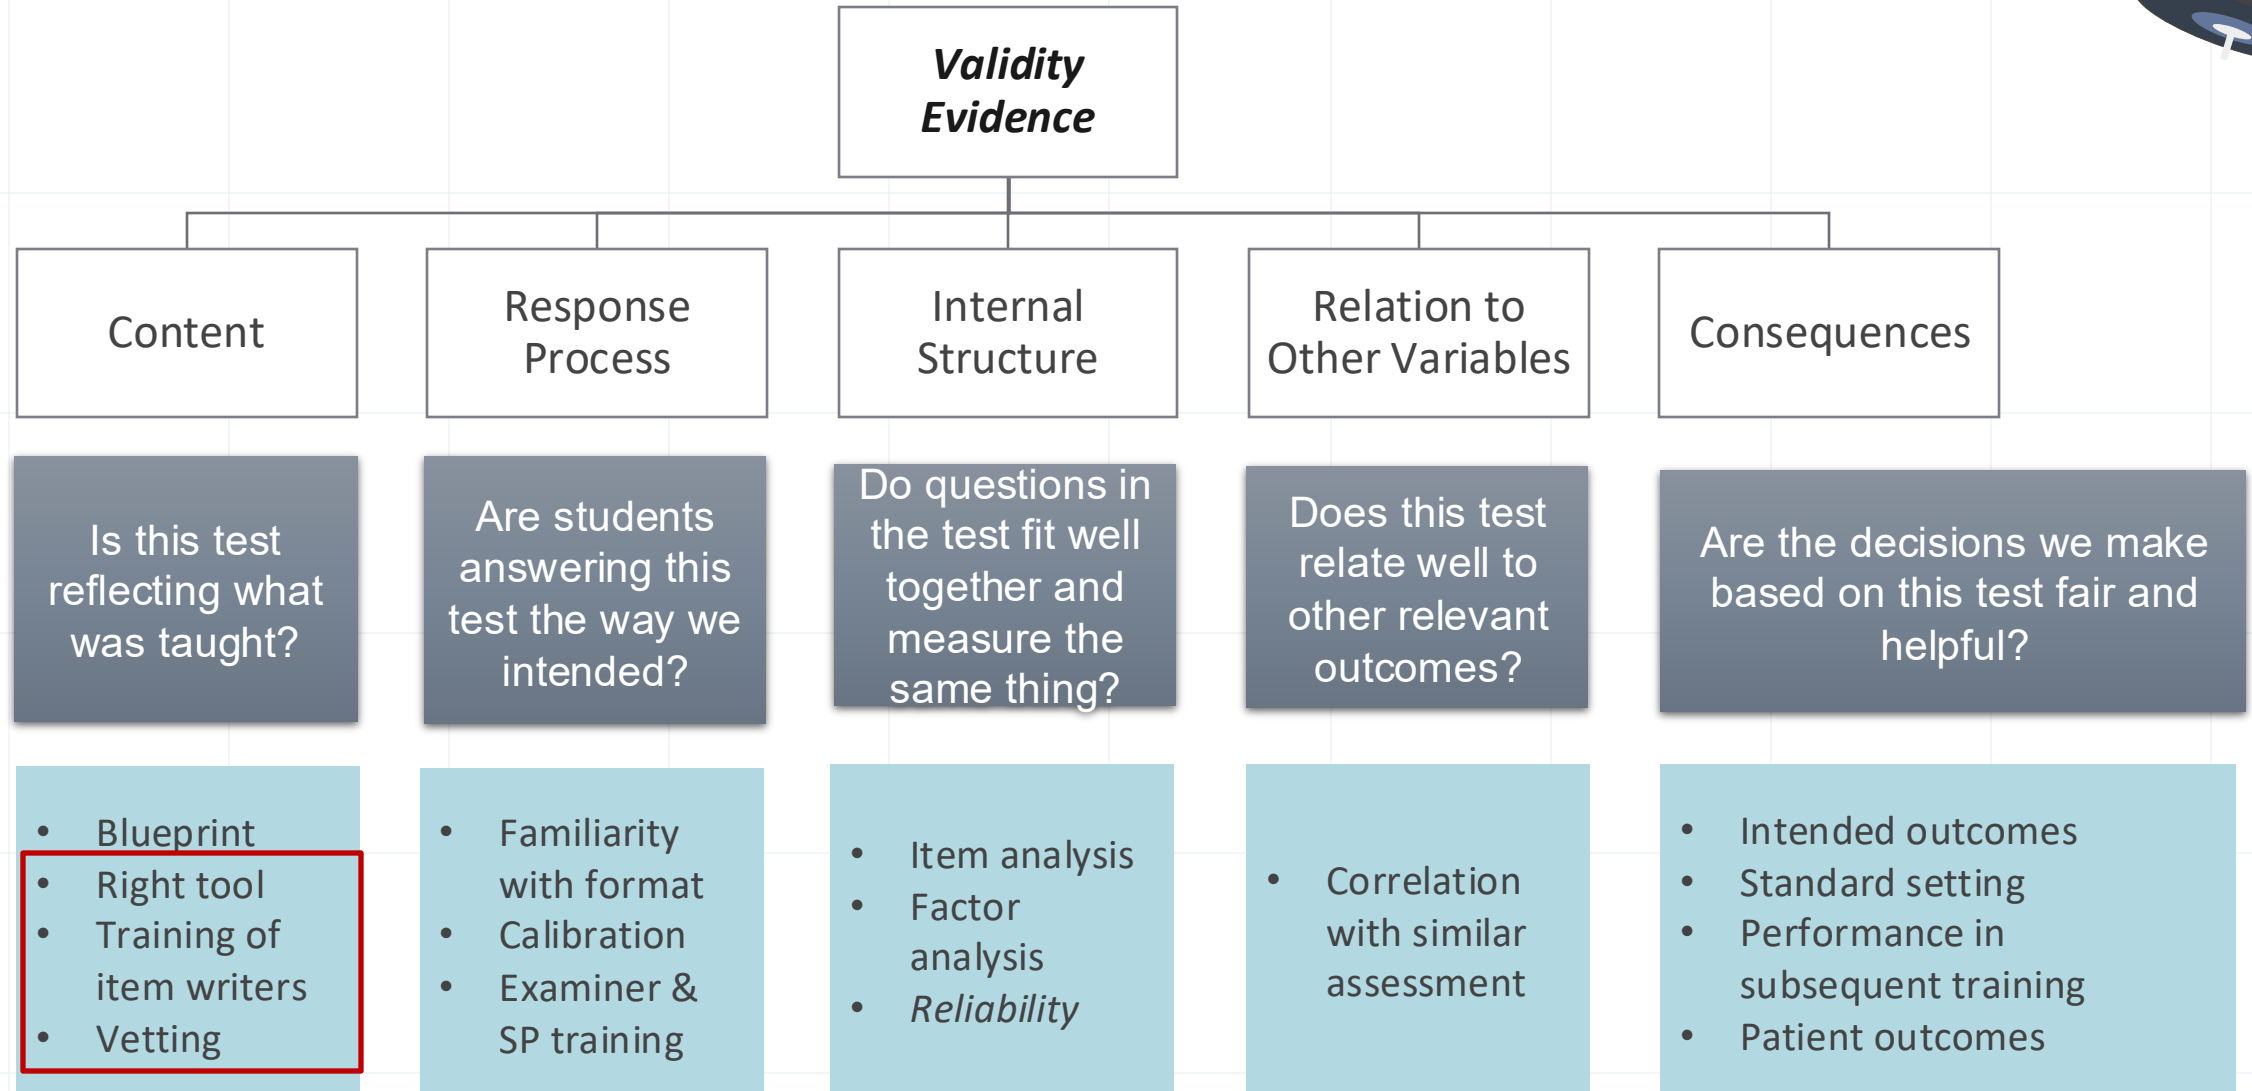 Validity
Evidence
Content
Response
Process
Internal
Structure
Relation to
Other Variables
Consequences
Is this test
reflecting what
was taught?
Are students
answering this
test the way we
intended?
Do questions in
the test fit well
together and
measure the
same thing?
Does this test
relate well to
other relevant
outcomes?
Are the decisions we make
based on this test fair and
helpful?
• Blueprint
• Right tool
• Training of
item writers
• Vetting
• Familiarity
with format
• Calibration
• Examiner &
SP training
• Item analysis
• Factor
analysis
• Reliability
• Correlation
with similar
assessment
• Intended outcomes
• Standard setting
• Performance in
subsequent training
• Patient outcomes